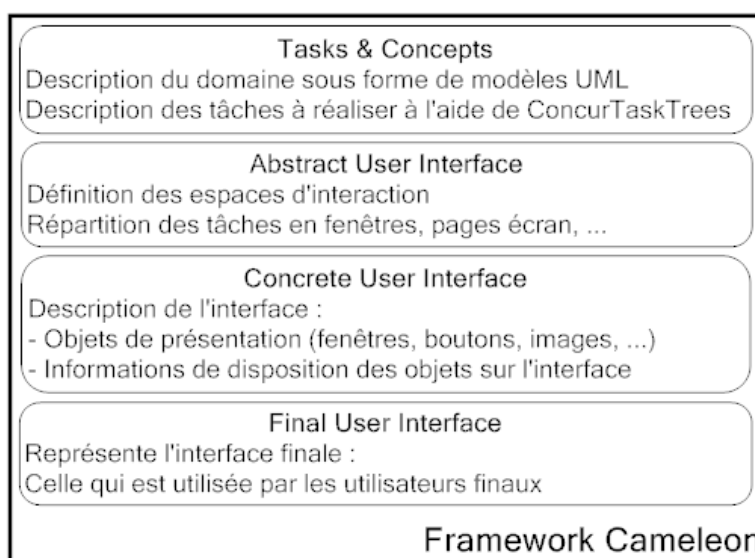 Tasks & Concepts
Description du domaine sous forme de modèles UML
Description des tâches à réaliser à l'aide de ConcurTaskTrees
Abstract User Interface
Définition des espaces d'interaction
Répartition des tâches en fenêtres, pages écran, ...
Concrete User Interface
Description de l'interface :
- Objets de présentation (fenêtres, boutons, images, ...)
- Informations de disposition des objets sur l'interface
Final User Interface
Représente l'interface finale :
Celle qui est utilisée par les utilisateurs finaux
Framework Cameleon